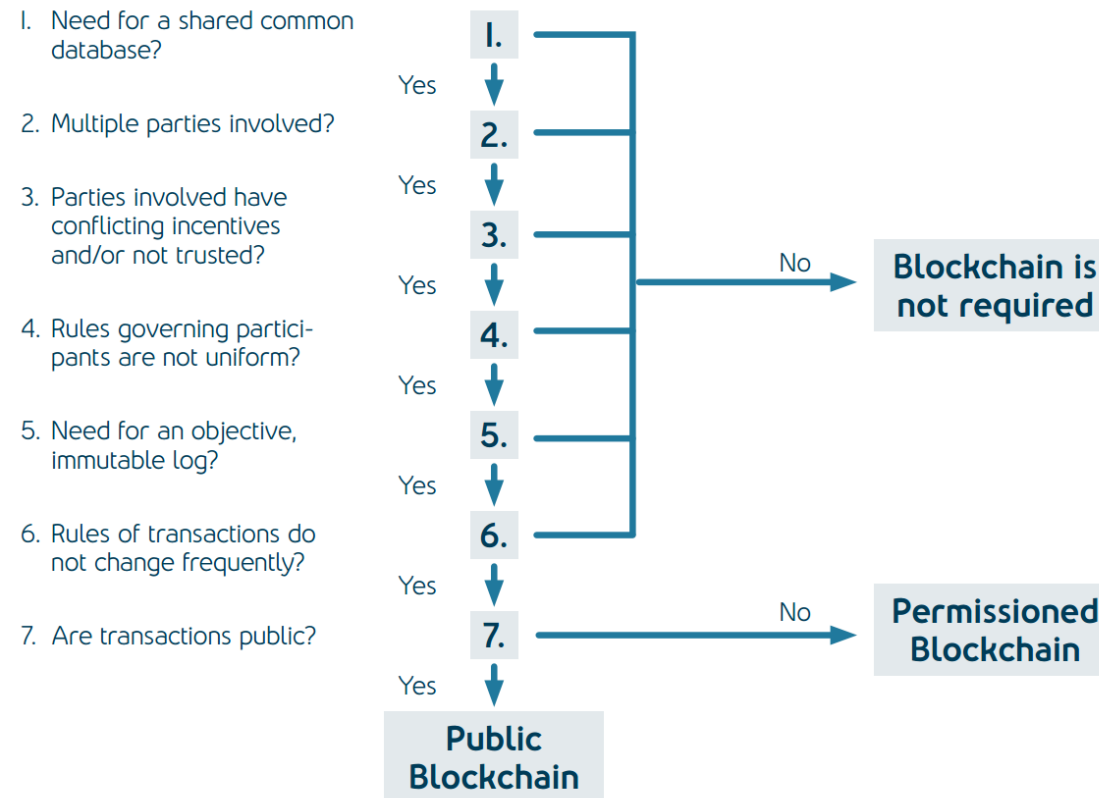 1. Need for a shared common
database?
2. Multiple parties involved?
3. Parties involved have
conflicting incentives
and/or not trusted?
4. Rules governing partici-
pants are not uniform?
5. Need for an objective,
immutable log?
6. Rules of transactions do
not change frequently?
7. Are transactions public?
1.
Yes
2.
Yes
3.
Yes
4.
Yes
5.
Yes
6.
Yes
7.
Yes
Public
Blockchain
No
Blockchain is
not required
No
Permissioned
Blockchain